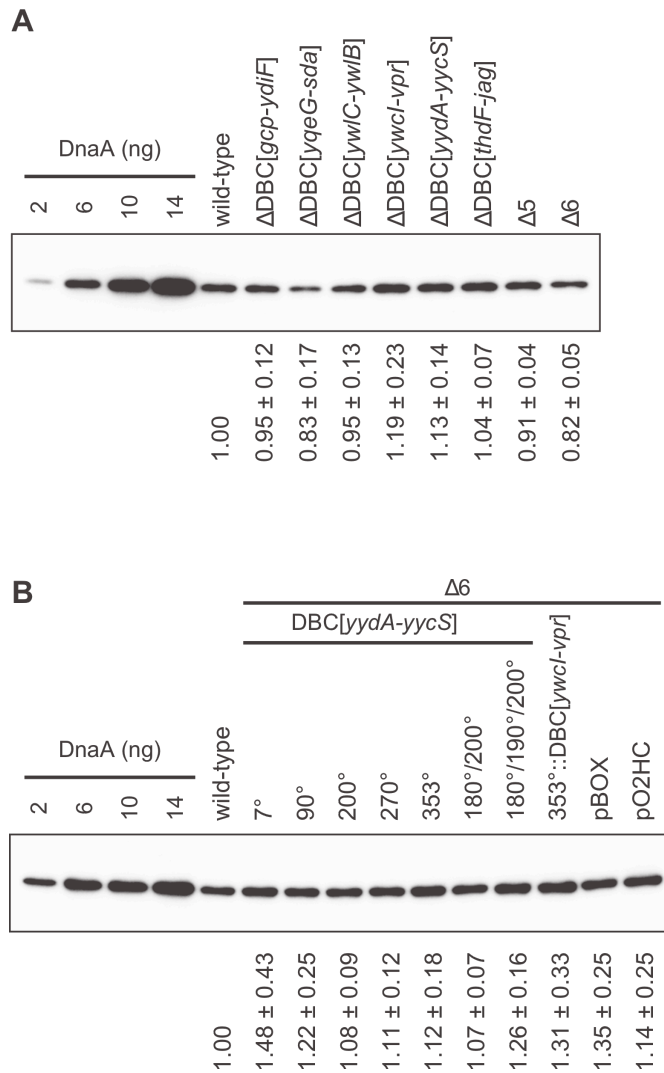 A
DnaA (ng)
2
6
10
14
wild-type
ΔDBC[gcp-ydiF]
ΔDBC[yqeG-sda]
ΔDBC[ywlC-ywlB]
ΔDBC[ywcI-vpr]
ΔDBC[yydA-yycS]
ΔDBC[thdF-jag]
Δ5
Δ6
1.00
0.95 ± 0.12
0.83 ± 0.17
0.95 ± 0.13
1.19 ± 0.23
1.13 ± 0.14
1.04 ± 0.07
0.91 ± 0.04
0.82 ± 0.05
B
Δ6
DBC[yydA-yycS]
DnaA (ng)
2
6
10
14
wild-type
7°
90°
200°
270°
353°
180°/200°
180°/190°/200°
353°::DBC[ywcI-vpr]
pBOX
pO2HC
1.00
1.48 ± 0.43
1.22 ± 0.25
1.08 ± 0.09
1.11 ± 0.12
1.12 ± 0.18
1.07 ± 0.07
1.26 ± 0.16
1.31 ± 0.33
1.35 ± 0.25
1.14 ± 0.25